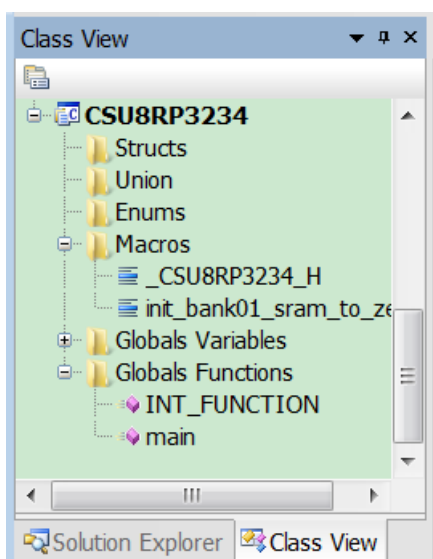 Class View
CSU8RP3234
Structs
Union
Enums
Macros
_CSU8RP3234_H
init_bank01_sram_to_ze
Globals Variables
Globals Functions
INT_FUNCTION
main
Solution Explorer Class View